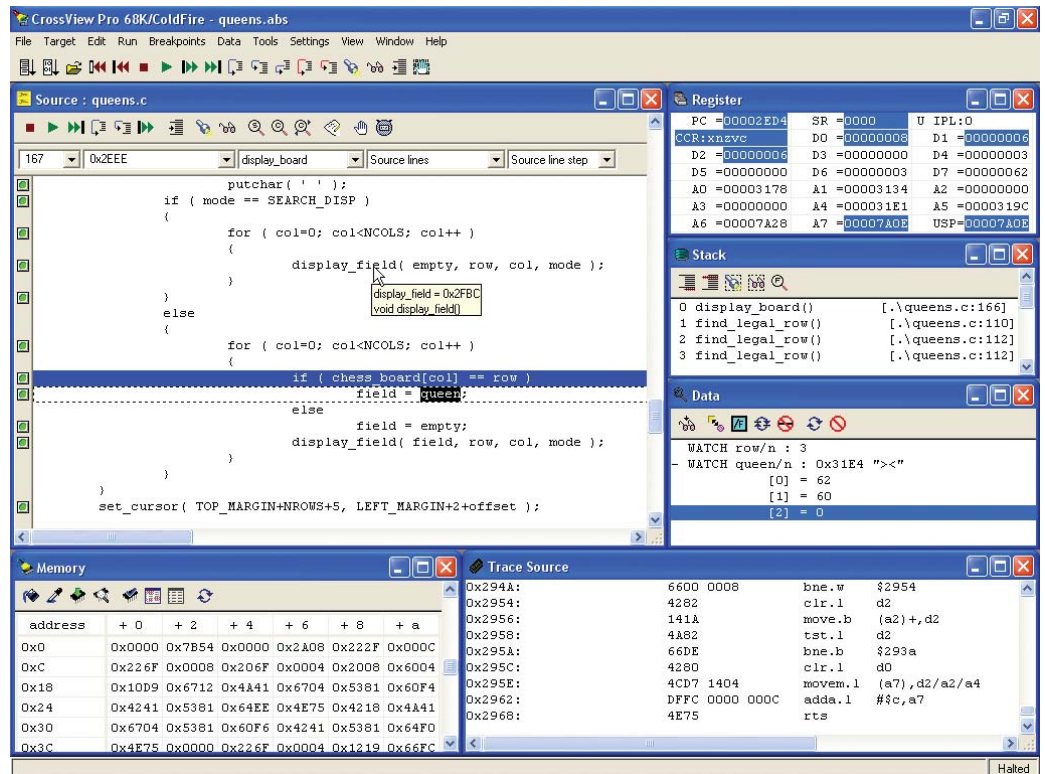 CrossView Pro 68K/ColdFire - queens.abs
File Target Edit Run Breakpoints Data Tools Settings View Window Help
Source : queens.c
167 0x2EEE display_board Source lines Source line step
putchar( ' ' );
if ( mode == SEARCH_DISP )
{
for ( col=0; col<NCOLS; col++ )
{
display_field( empty, row, col, mode );
}
display_field = 0x2FBC
void display_field()
}
else
{
for ( col=0; col<NCOLS; col++ )
{
if ( chess_board[col] == row )
field = queen;
else
field = empty;
display_field( field, row, col, mode );
}
}
}
set_cursor( TOP_MARGIN+NROWS+5, LEFT_MARGIN+2+offset );
Register
PC =00002ED4 SR =0000 U IPL:0
CCR:xnzvc D0 =00000008 D1 =00000006
D2 =00000006 D3 =00000000 D4 =00000003
D5 =00000000 D6 =00000003 D7 =00000062
A0 =00003178 A1 =00003134 A2 =00000000
A3 =00000000 A4 =000031E1 A5 =0000319C
A6 =00007A28 A7 =00007A0E USP=00007A0E
Stack
0 display_board() [.\queens.c:166]
1 find_legal_row() [.\queens.c:110]
2 find_legal_row() [.\queens.c:112]
3 find_legal_row() [.\queens.c:112]
Data
WATCH row/n : 3
- WATCH queen/n : 0x31E4 "><"
[0] = 62
[1] = 60
[2] = 0
Memory
address + 0 + 2 + 4 + 6 + 8 + a
0x0 0x0000 0x7B54 0x0000 0x2A08 0x222F 0x000C
0xC 0x226F 0x0008 0x206F 0x0004 0x2008 0x6004
0x18 0x10D9 0x6712 0x4A41 0x6704 0x5381 0x60F4
0x24 0x4241 0x5381 0x64EE 0x4E75 0x4218 0x4A41
0x30 0x6704 0x5381 0x60F6 0x4241 0x5381 0x64F0
0x3C 0x4E75 0x0000 0x226F 0x0004 0x1219 0x66FC
Trace Source
0x294A: 6600 0008 bne.w $2954
0x2954: 4282 clr.l d2
0x2956: 141A move.b (a2)+,d2
0x2958: 4A82 tst.l d2
0x295A: 66DE bne.b $293a
0x295C: 4280 clr.l d0
0x295E: 4CD7 1404 movem.l (a7),d2/a2/a4
0x2962: DFFC 0000 000C adda.l #$c,a7
0x2968: 4E75 rts
Halted